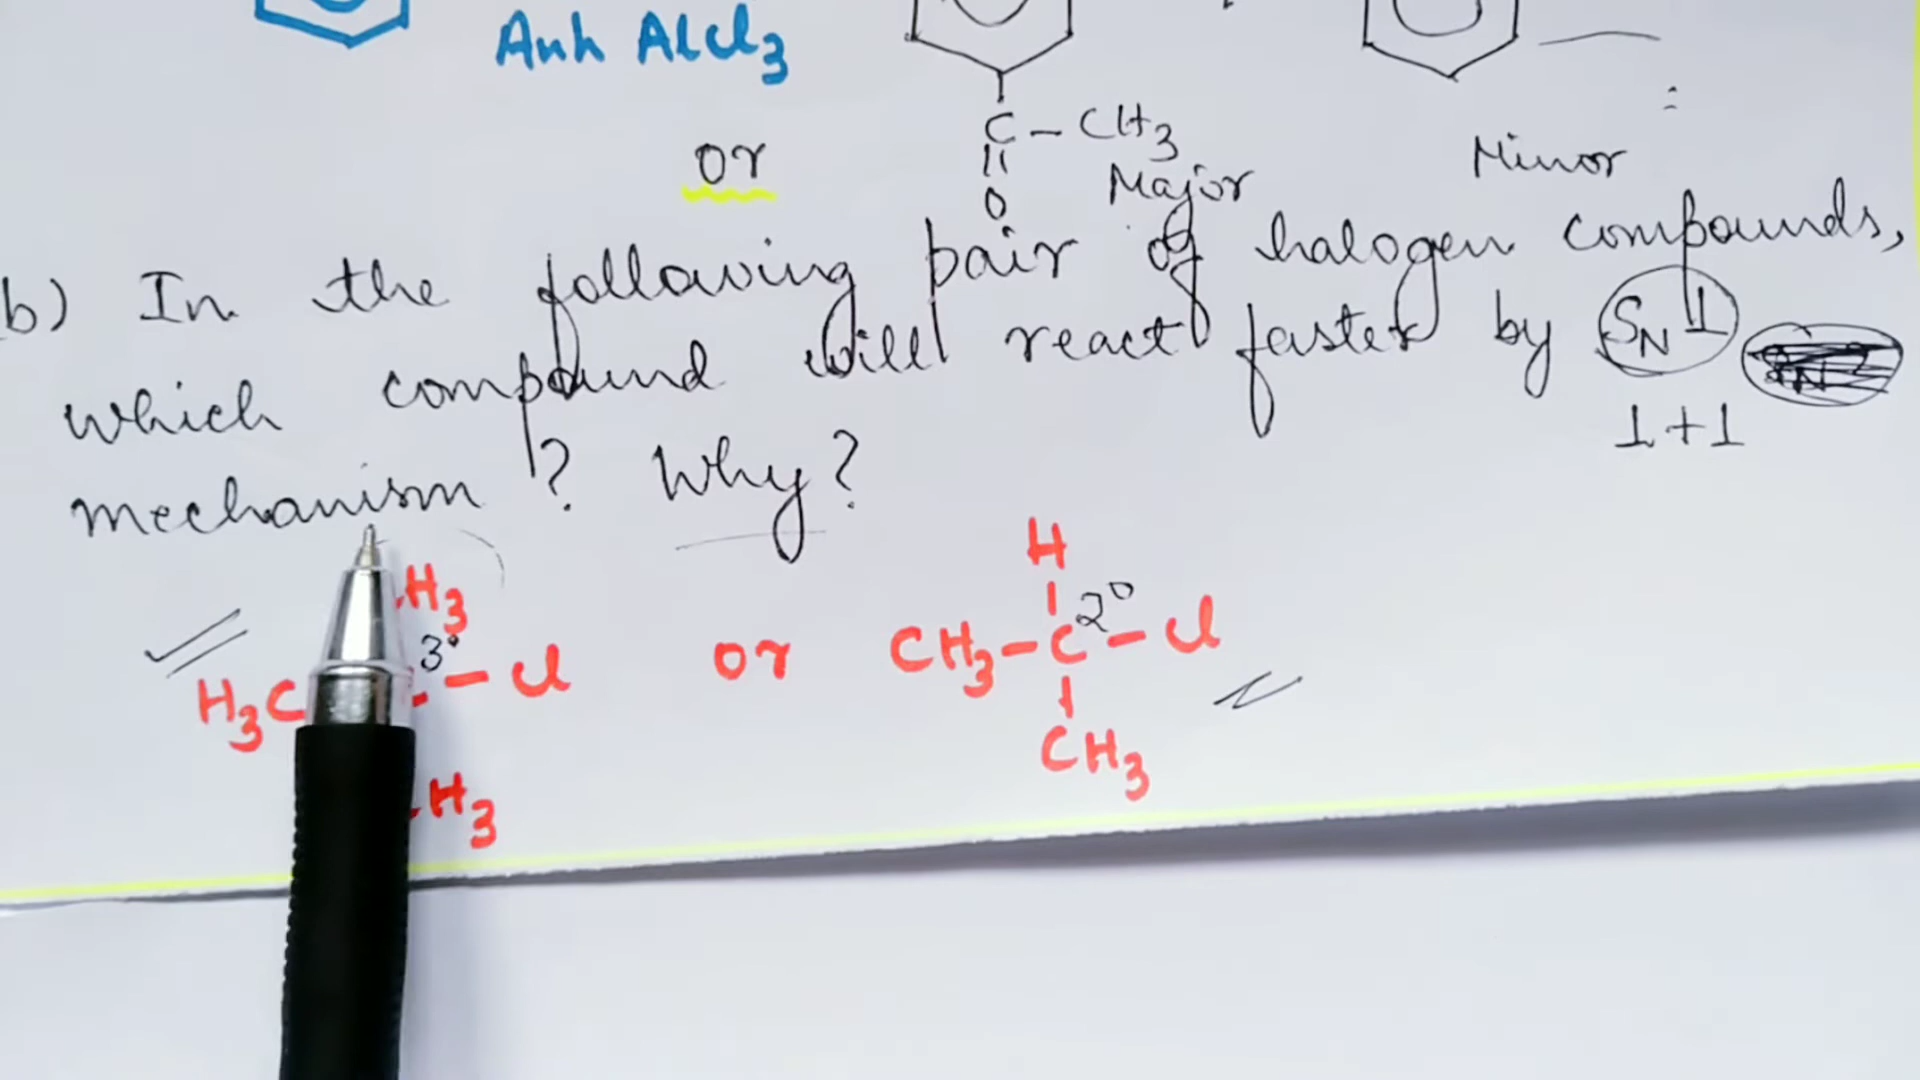 Anh AlCl3
C-CH3
O
or
Major
Minor
b) In the following pair of halogen compounds,
which compound will react faster by SN1
mechanism? Why?
1+1
H
H3
3°
2°
H3C
-Cl
or
CH3-C-Cl
CH3
H3